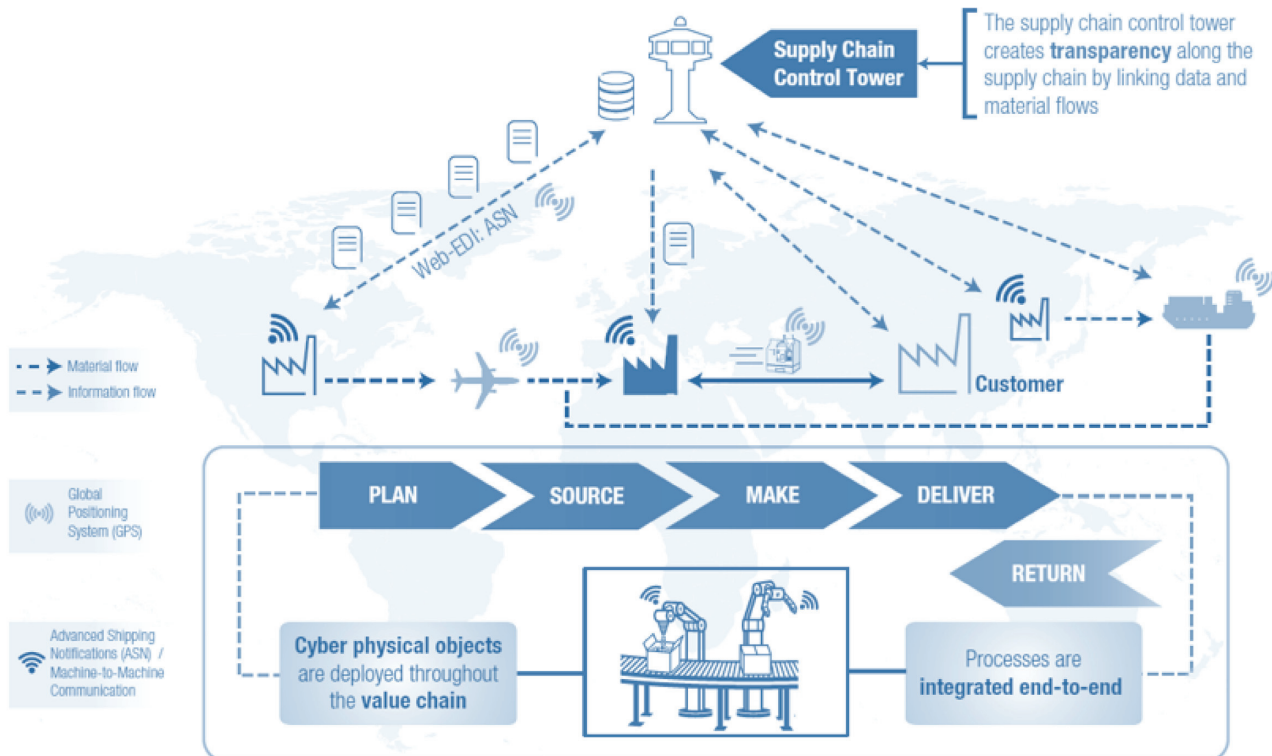 Supply Chain
Control Tower
The supply chain control tower
creates transparency along the
supply chain by linking data and
material flows
Web-EDI: ASN
Customer
Material flow
Information flow
Global
Positioning
System (GPS)
Advanced Shipping
Notifications (ASN) /
Machine-to-Machine
Communication
PLAN
SOURCE
MAKE
DELIVER
RETURN
Cyber physical objects
are deployed throughout
the value chain
Processes are
integrated end-to-end